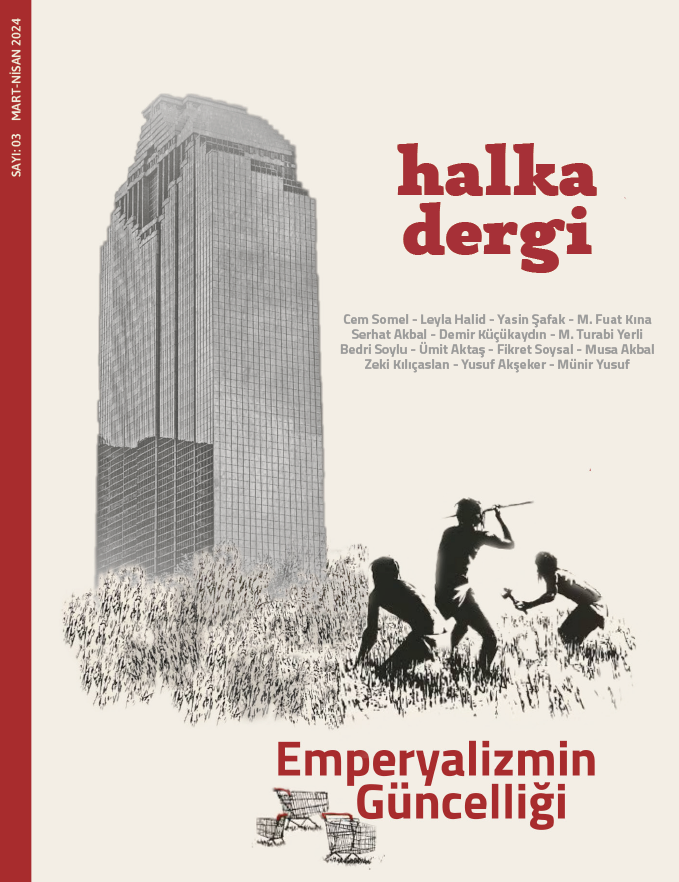 SAYI: 03 MART-NİSAN 2024
halka
dergi
Cem Somel - Leyla Halid - Yasin Şafak - M. Fuat Kına
Serhat Akbal - Demir Küçükaydın - M. Turabi Yerli
Bedri Soylu - Ümit Aktaş - Fikret Soysal - Musa Akbal
Zeki Kılıçaslan - Yusuf Akşeker - Münir Yusuf
Emperyalizmin
Güncelliği